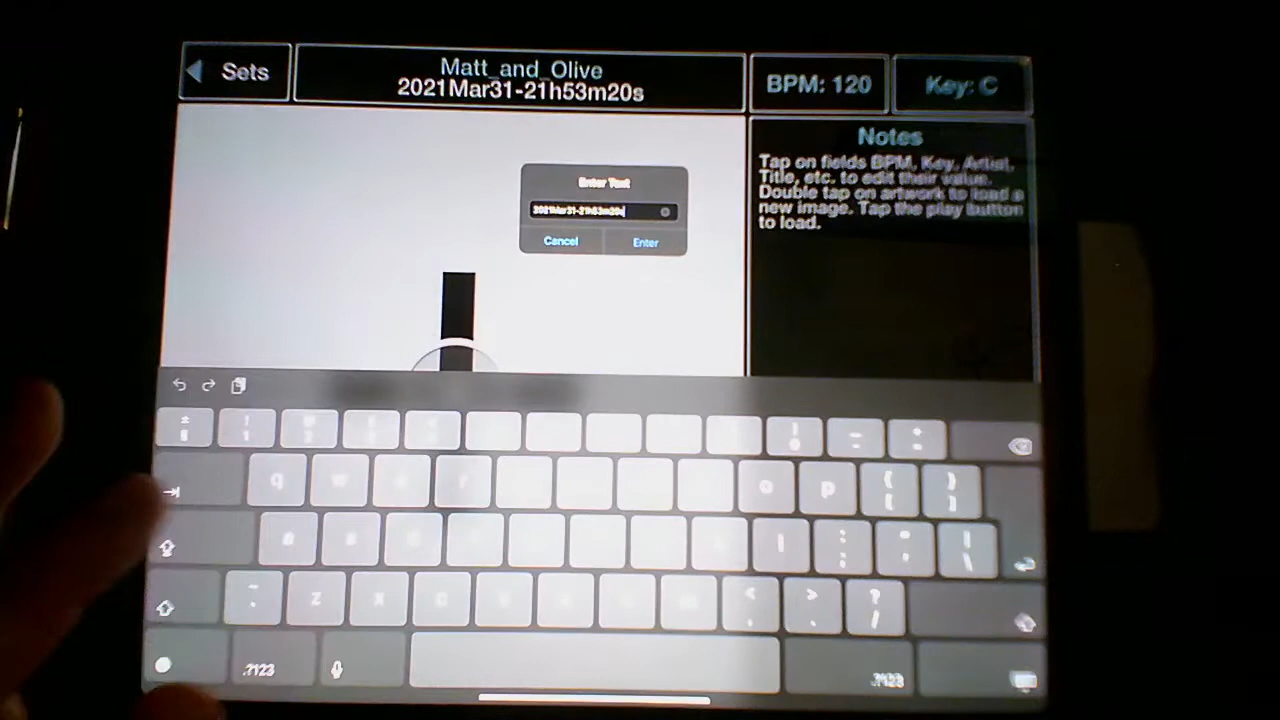 Sets
Matt_and_Olive
2021Mar31-21h53m20s
BPM: 120
Key: C
Notes
Tap on fields BPM, Key, Artist,
Title, etc. to edit their value.
Double tap on artwork to load a
new image. Tap the play button
to load.
Enter Text
2021Mar31-21h53m20s
Cancel
Enter
q w r o p { [ } ]
l : ; " ' | \
z x < , > . ? /
.?123
.?123